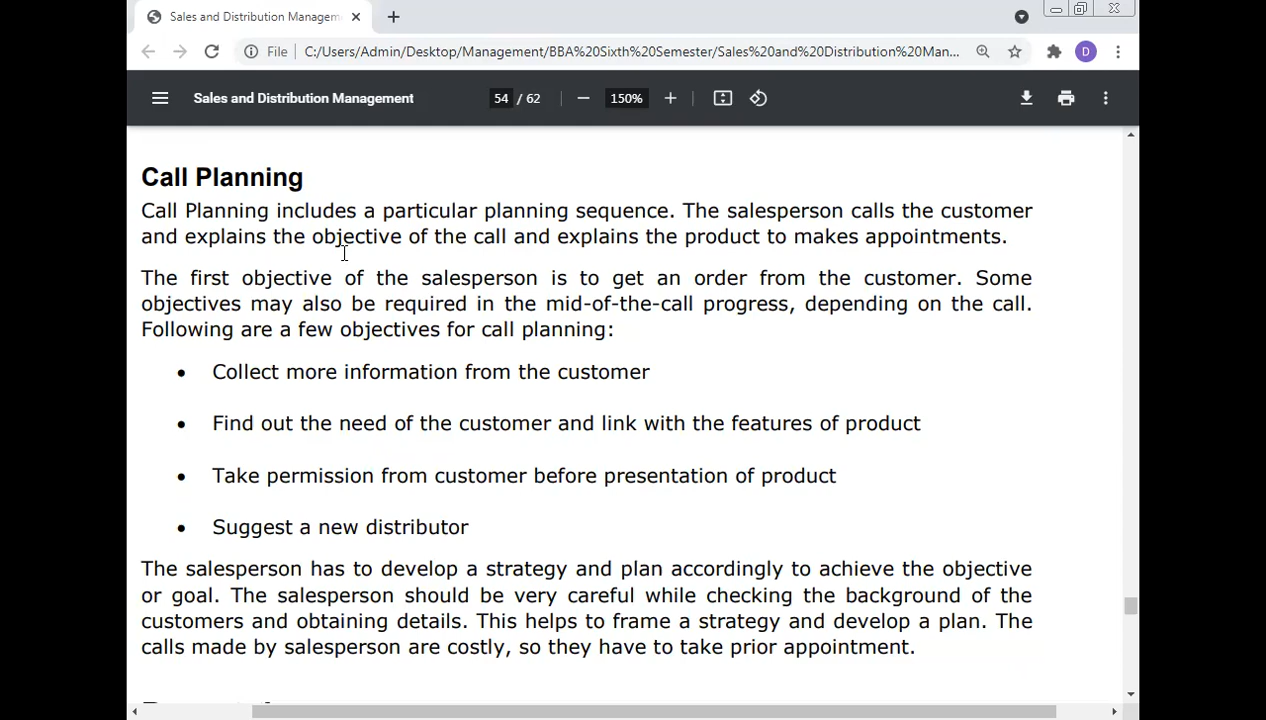 Sales and Distribution Managem
File
C:/Users/Admin/Desktop/Management/BBA%20Sixth%20Semester/Sales%20and%20Distribution%20Man...
D
Sales and Distribution Management
54 / 62
150%
Call Planning
Call Planning includes a particular planning sequence. The salesperson calls the customer
and explains the objective of the call and explains the product to makes appointments.
The first objective of the salesperson is to get an order from the customer. Some
objectives may also be required in the mid-of-the-call progress, depending on the call.
Following are a few objectives for call planning:
• Collect more information from the customer
• Find out the need of the customer and link with the features of product
• Take permission from customer before presentation of product
• Suggest a new distributor
The salesperson has to develop a strategy and plan accordingly to achieve the objective
or goal. The salesperson should be very careful while checking the background of the
customers and obtaining details. This helps to frame a strategy and develop a plan. The
calls made by salesperson are costly, so they have to take prior appointment.